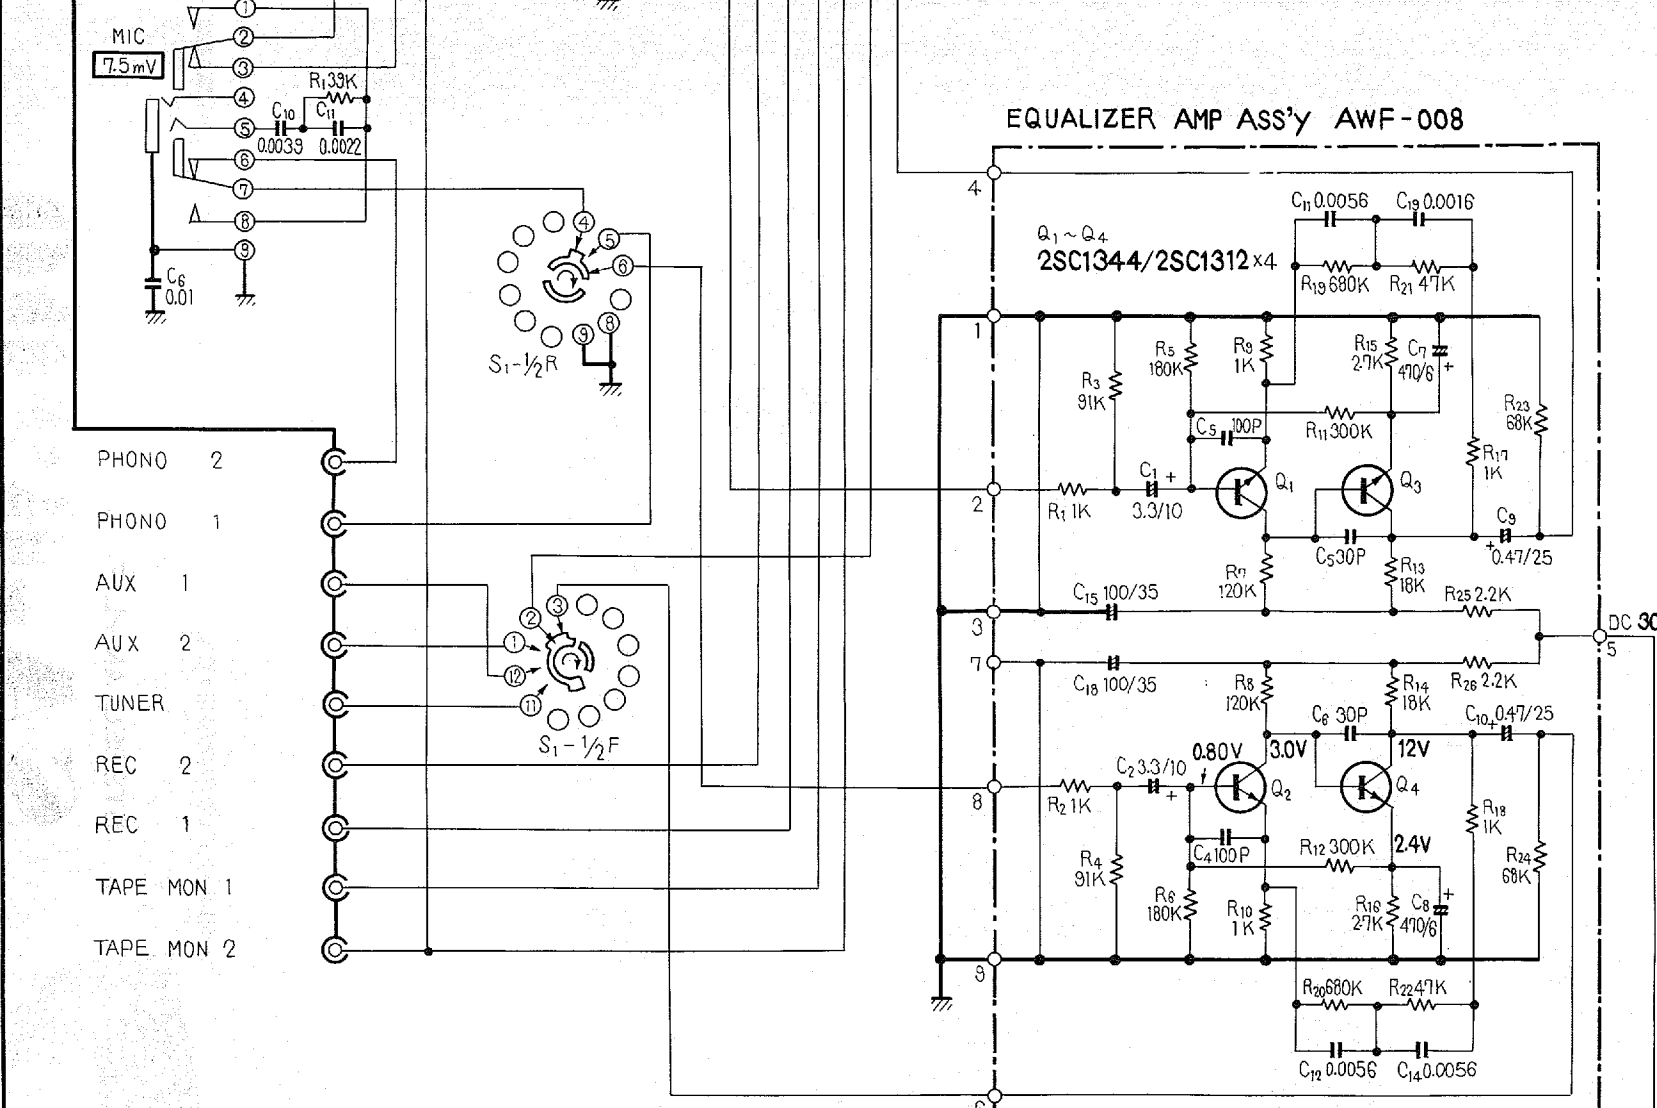 MIC
7.5mV
1
2
3
4
5
6
7
8
9
R1 39K
C10
0.0039
C11
0.0022
C6
0.01
4
5
6
8
9
S1-1/2R
PHONO 2
PHONO 1
AUX 1
AUX 2
TUNER
REC 2
REC 1
TAPE MON 1
TAPE MON 2
3
2
1
12
11
S1-1/2F
EQUALIZER AMP ASS'Y AWF-008
4
Q1~Q4
2SC1344/2SC1312×4
C11 0.0056
C19 0.0016
R19 680K
R21 47K
1
R3
91K
R5
180K
R9
1K
R15
2.7K
C7
470/6
+
R11 300K
R23
68K
C5 100P
R17
1K
2
R1 1K
C1 +
3.3/10
Q1
Q3
C5 30P
C9
+
0.47/25
R7
120K
R13
18K
3
C15 100/35
R25 2.2K
DC 30
5
7
C18 100/35
R8
120K
R14
18K
R26 2.2K
C6 30P
C10 + 0.47/25
0.80V
3.0V
12V
8
R2 1K
C2 3.3/10
+
Q2
Q4
R18
1K
2.4V
C4 100P
R12 300K
R4
91K
R6
180K
R10
1K
R16
2.7K
C8
470/6
+
R24
68K
9
R20 680K
R22 47K
C12 0.0056
C14 0.0056